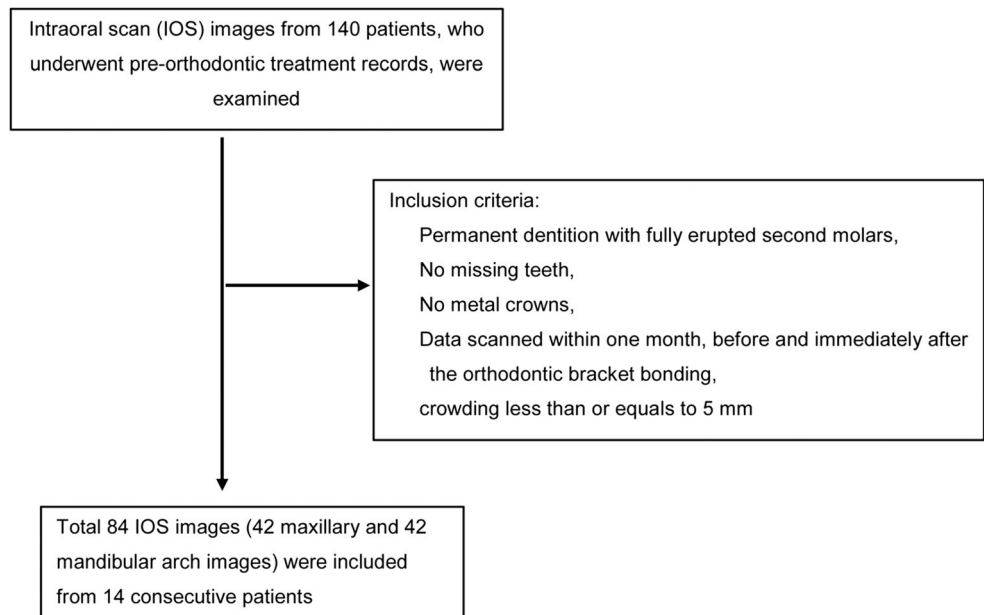 Intraoral scan (IOS) images from 140 patients, who
underwent pre-orthodontic treatment records, were
examined
Inclusion criteria:
Permanent dentition with fully erupted second molars,
No missing teeth,
No metal crowns,
Data scanned within one month, before and immediately after
the orthodontic bracket bonding,
crowding less than or equals to 5 mm
Total 84 IOS images (42 maxillary and 42
mandibular arch images) were included
from 14 consecutive patients